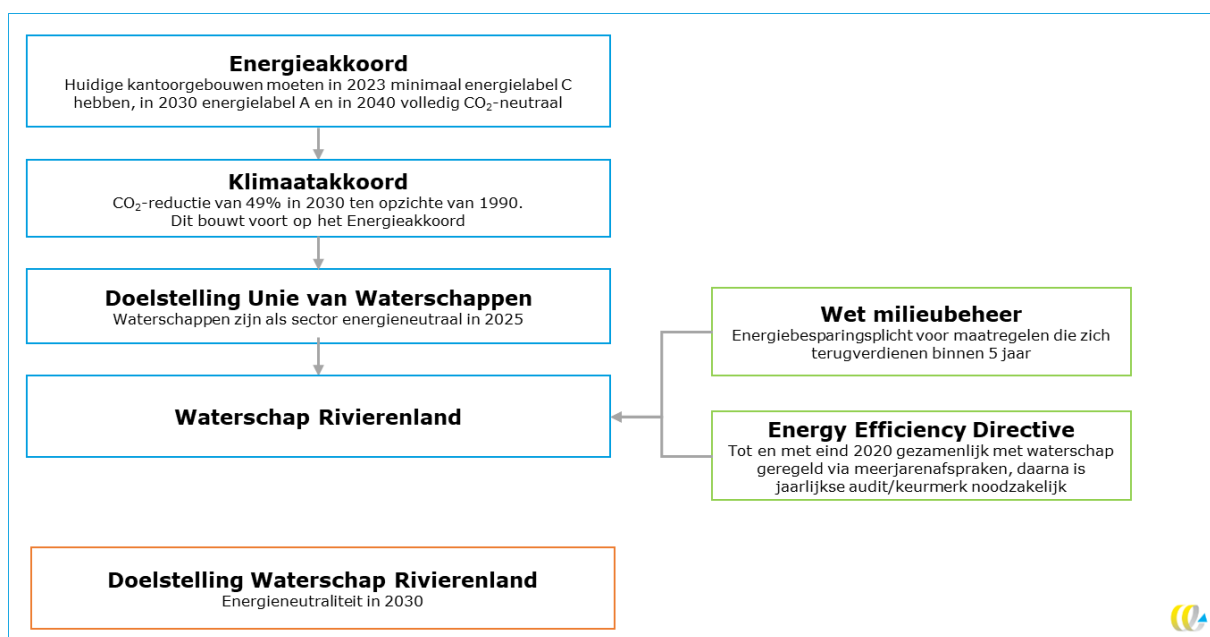 Energieakkoord
Huidige kantoorgebouwen moeten in 2023 minimaal energielabel C
hebben, in 2030 energielabel A en in 2040 volledig CO₂-neutraal
Klimaatakkoord
CO₂-reductie van 49% in 2030 ten opzichte van 1990.
Dit bouwt voort op het Energieakkoord
Doelstelling Unie van Waterschappen
Waterschappen zijn als sector energieneutraal in 2025
Waterschap Rivierenland
Wet milieubeheer
Energiebesparingsplicht voor maatregelen die zich
terugverdienen binnen 5 jaar
Energy Efficiency Directive
Tot en met eind 2020 gezamenlijk met waterschap
geregeld via meerjarenafspraken, daarna is
jaarlijkse audit/keurmerk noodzakelijk
Doelstelling Waterschap Rivierenland
Energieneutraliteit in 2030